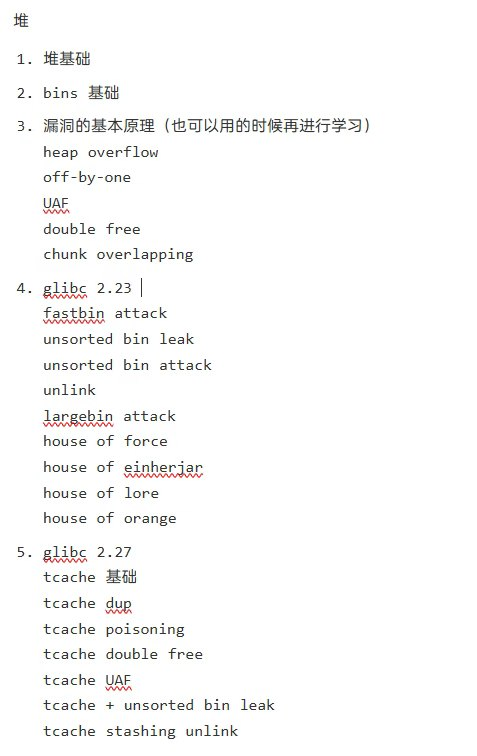 堆
1. 堆基础
2. bins 基础
3. 漏洞的基本原理（也可以用的时候再进行学习）
heap overflow
off-by-one
UAF
double free
chunk overlapping
4. glibc 2.23
fastbin attack
unsorted bin leak
unsorted bin attack
unlink
largebin attack
house of force
house of einherjar
house of lore
house of orange
5. glibc 2.27
tcache 基础
tcache dup
tcache poisoning
tcache double free
tcache UAF
tcache + unsorted bin leak
tcache stashing unlink